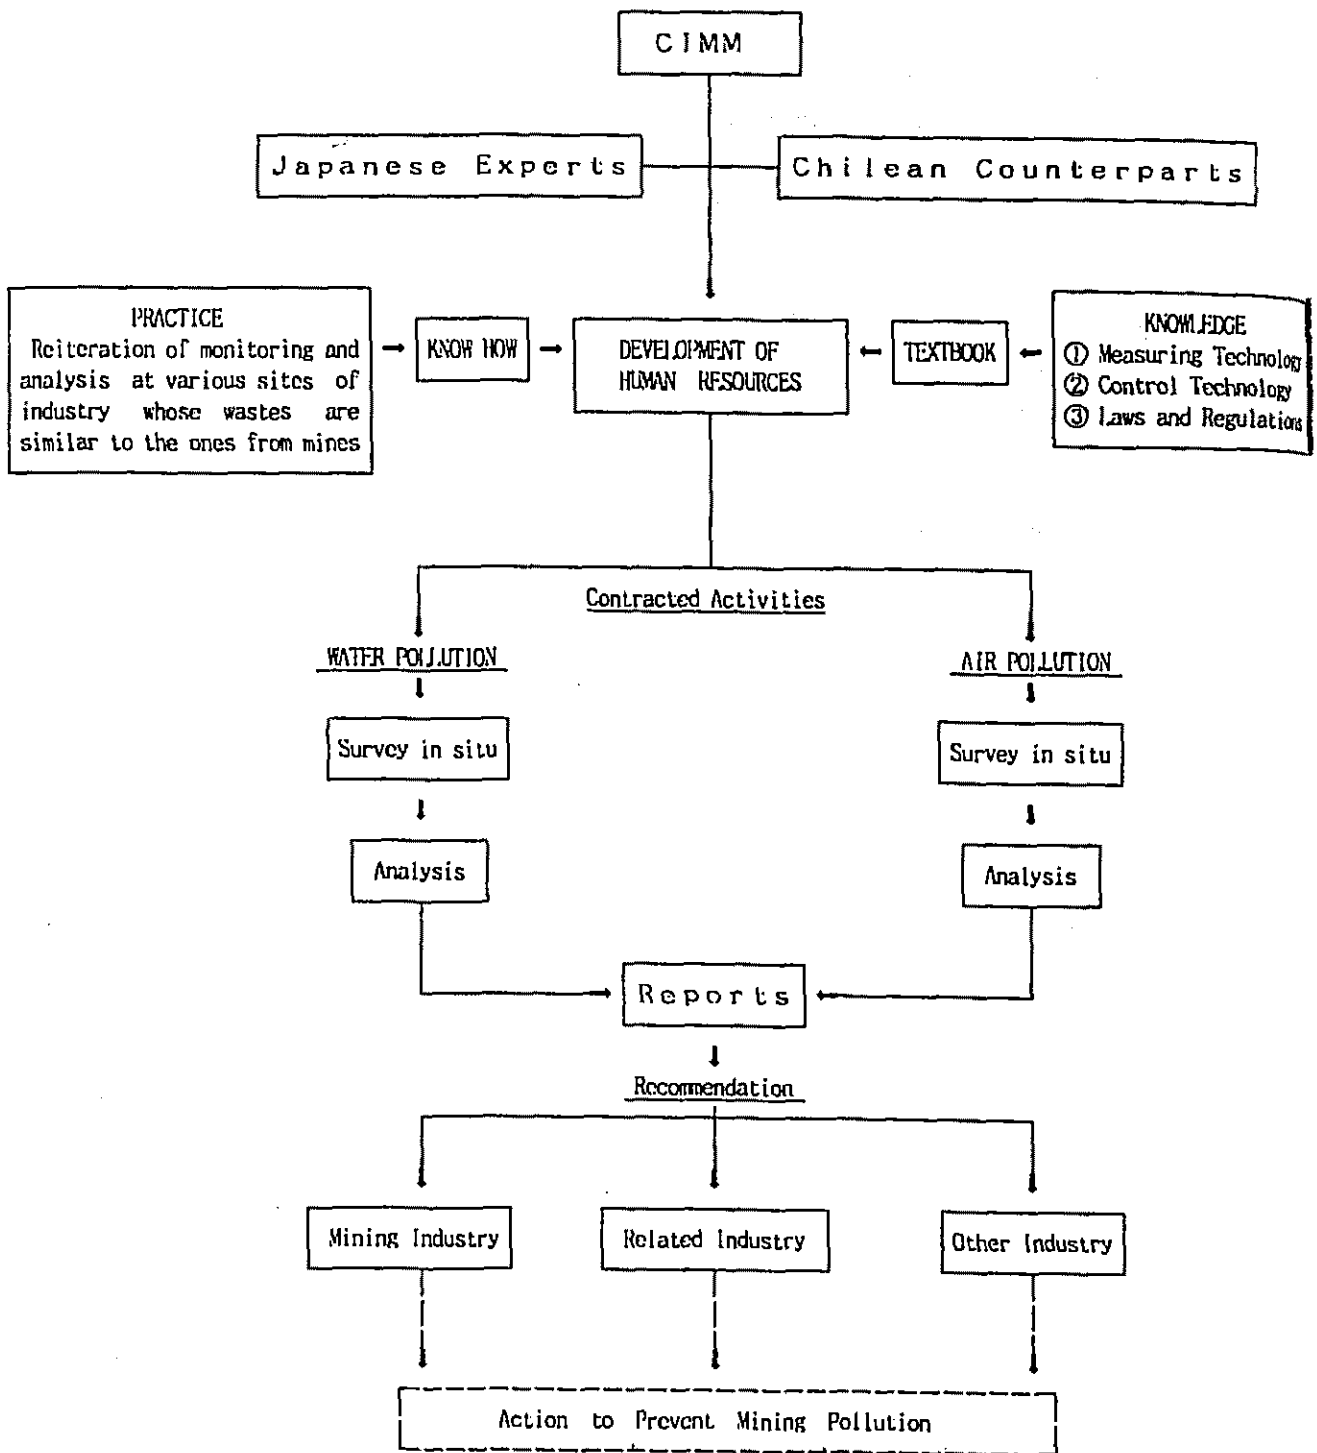 CIMM
Japanese Experts
Chilean Counterparts
PRACTICE
Reiteration of monitoring and
analysis at various sites of
industry whose wastes are
similar to the ones from mines
KNOW HOW
DEVELOPMENT OF
HUMAN RESOURCES
TEXTBOOK
KNOWLEDGE
① Measuring Technology
② Control Technology
③ Laws and Regulations
Contracted Activities
WATER POLLUTION
AIR POLLUTION
Survey in situ
Survey in situ
Analysis
Analysis
Reports
Recommendation
Mining Industry
Related Industry
Other Industry
Action to Prevent Mining Pollution